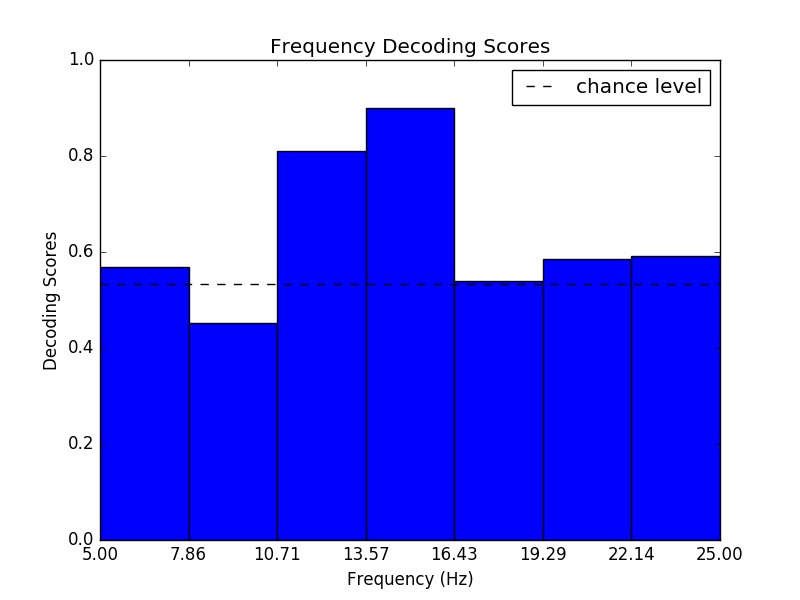 Frequency Decoding Scores
chance level
1.0
0.8
0.6
0.4
0.2
0.0
Decoding Scores
5.00 7.86 10.71 13.57 16.43 19.29 22.14 25.00
Frequency (Hz)